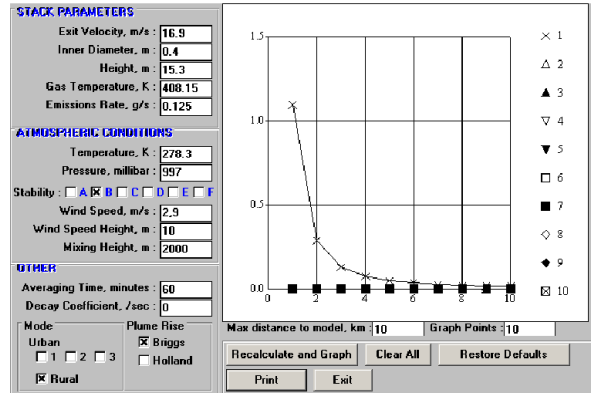 STACK PARAMETERS
Exit Velocity, m/s : 16.9
Inner Diameter, m : 0.4
Height, m : 15.3
Gas Temperature, K : 408.15
Emissions Rate, g/s : 0.125
ATMOSPHERIC CONDITIONS
Temperature, K : 278.3
Pressure, millibar : 997
Stability : A B C D E F
Wind Speed, m/s : 2.9
Wind Speed Height, m : 10
Mixing Height, m : 2000
OTHER
Averaging Time, minutes : 60
Decay Coefficient, /sec : 0
Mode
Urban
1 2 3
Rural
Plume Rise
Briggs
Holland
1.5
1.0
0.5
0.0
0 2 4 6 8 10
1
2
3
4
5
6
7
8
9
10
Max distance to model, km : 10 Graph Points : 10
Recalculate and Graph Clear All Restore Defaults
Print Exit